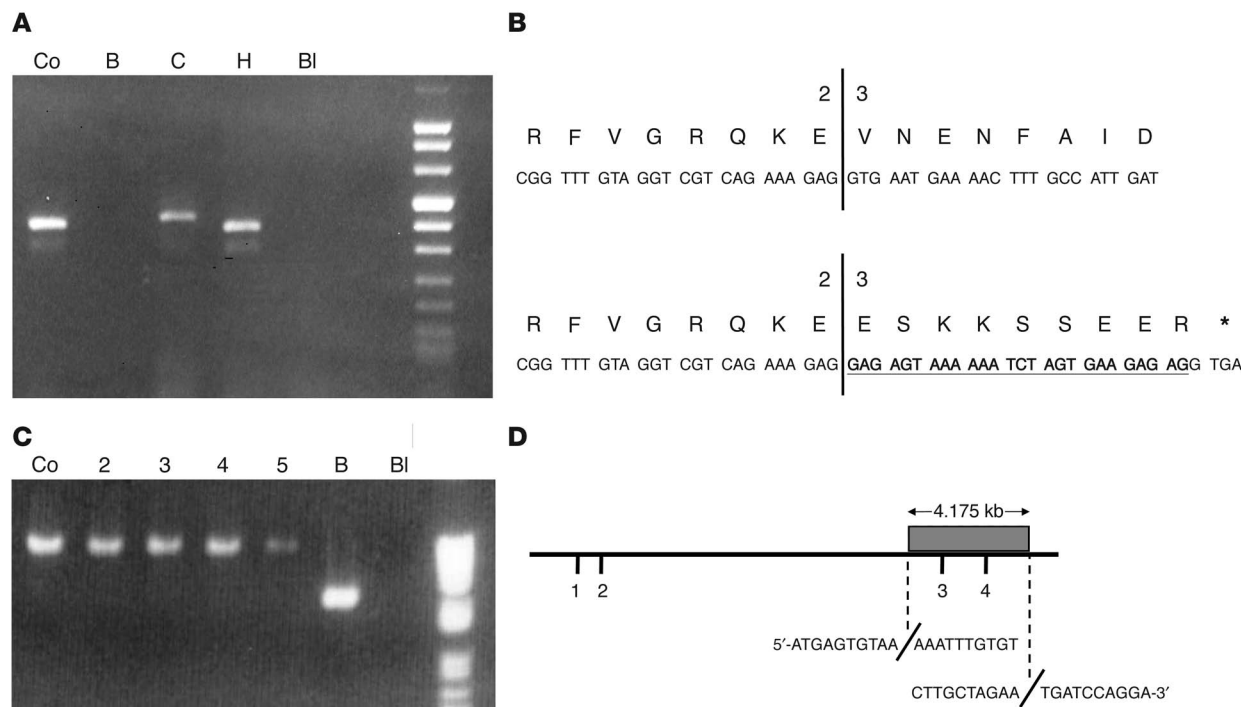 A
Co B C H Bl
B
2 3
R F V G R Q K E V N E N F A I D
CGG TTT GTA GGT CGT CAG AAA GAG GTG AAT GAA AAC TTT GCC ATT GAT
2 3
R F V G R Q K E E S K K S S E E R *
CGG TTT GTA GGT CGT CAG AAA GAG GAG AGT AAA AAA TCT AGT GAA GAG AGG TGA
C
Co 2 3 4 5 B Bl
D
4.175 kb
1 2 3 4
5′-ATGAGTGTAA AAATTTGTGT
CTTGCTAGAA TGATCCAGGA-3′